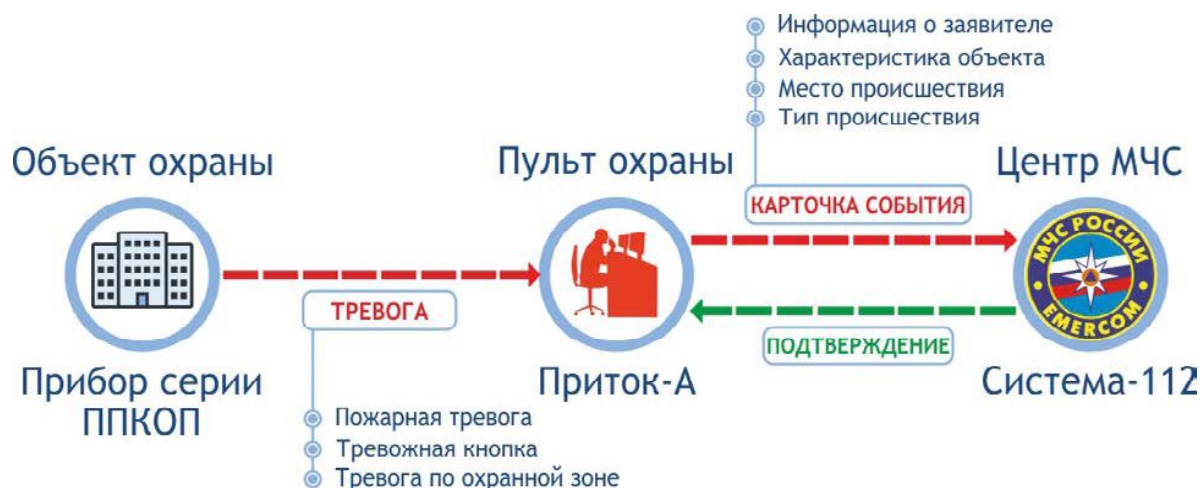 Информация о заявителе
Характеристика объекта
Место происшествия
Тип происшествия
Объект охраны
Пульт охраны
Центр МЧС
КАРТОЧКА СОБЫТИЯ
МЧС РОССИИ
EMERCOM
ТРЕВОГА
ПОДТВЕРЖДЕНИЕ
Прибор серии
ППКОП
Приток-А
Система-112
Пожарная тревога
Тревожная кнопка
Тревога по охранной зоне